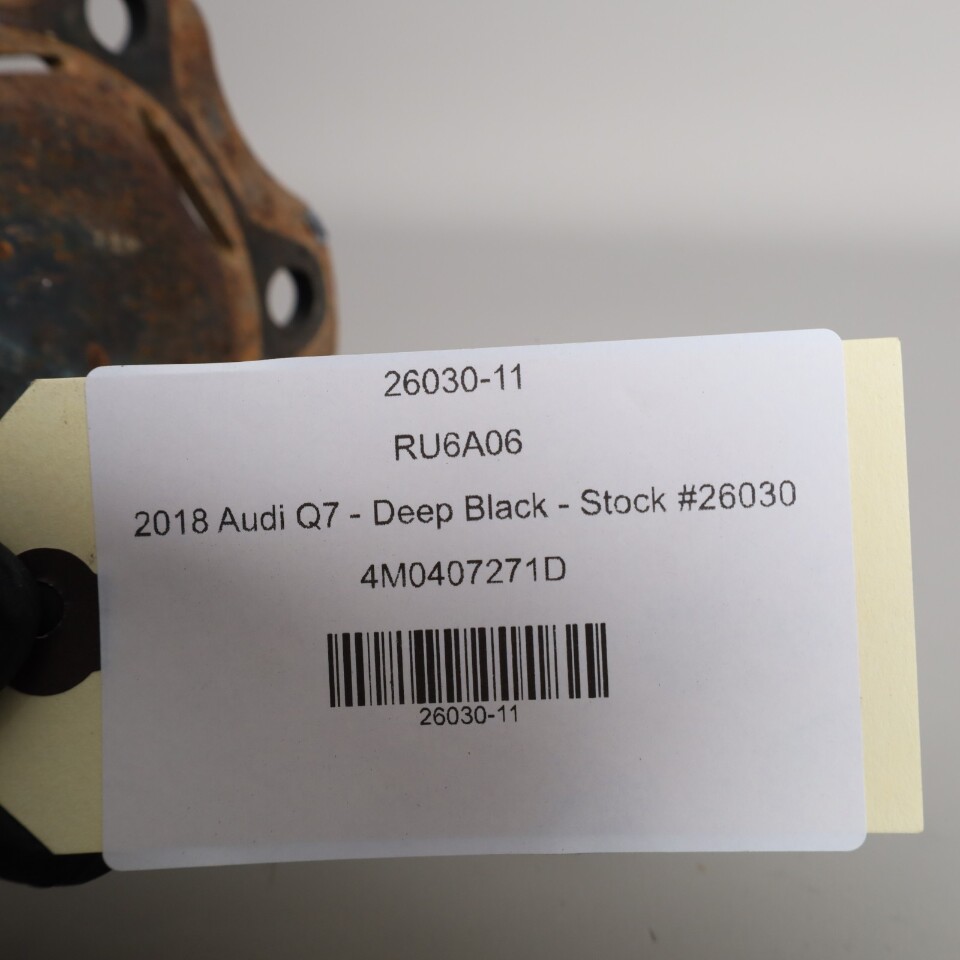 26030-11
RU6A06
2018 Audi Q7 - Deep Black - Stock #26030
4M0407271D
26030-11